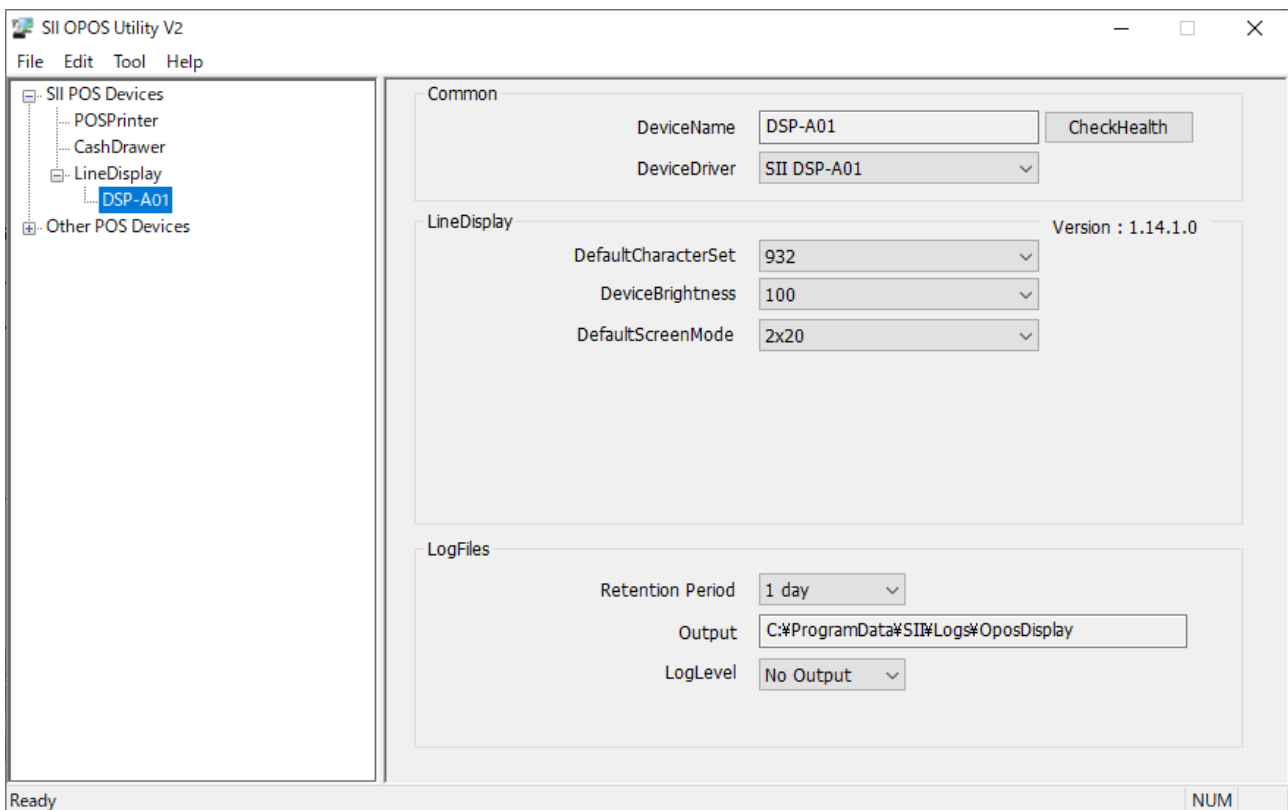 SII OPOS Utility V2
File Edit Tool Help
SII POS Devices
POSPrinter
CashDrawer
LineDisplay
DSP-A01
Other POS Devices
Common
DeviceName DSP-A01 CheckHealth
DeviceDriver SII DSP-A01
LineDisplay Version : 1.14.1.0
DefaultCharacterSet 932
DeviceBrightness 100
DefaultScreenMode 2x20
LogFiles
Retention Period 1 day
Output C:¥ProgramData¥SII¥Logs¥OposDisplay
LogLevel No Output
Ready NUM